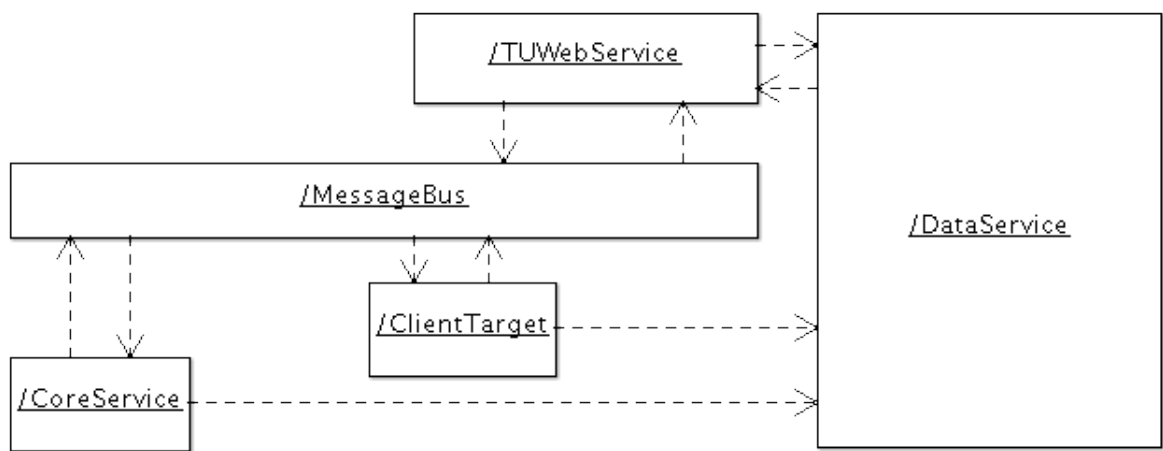 /TUWebService
/MessageBus
/DataService
/ClientTarget
/CoreService